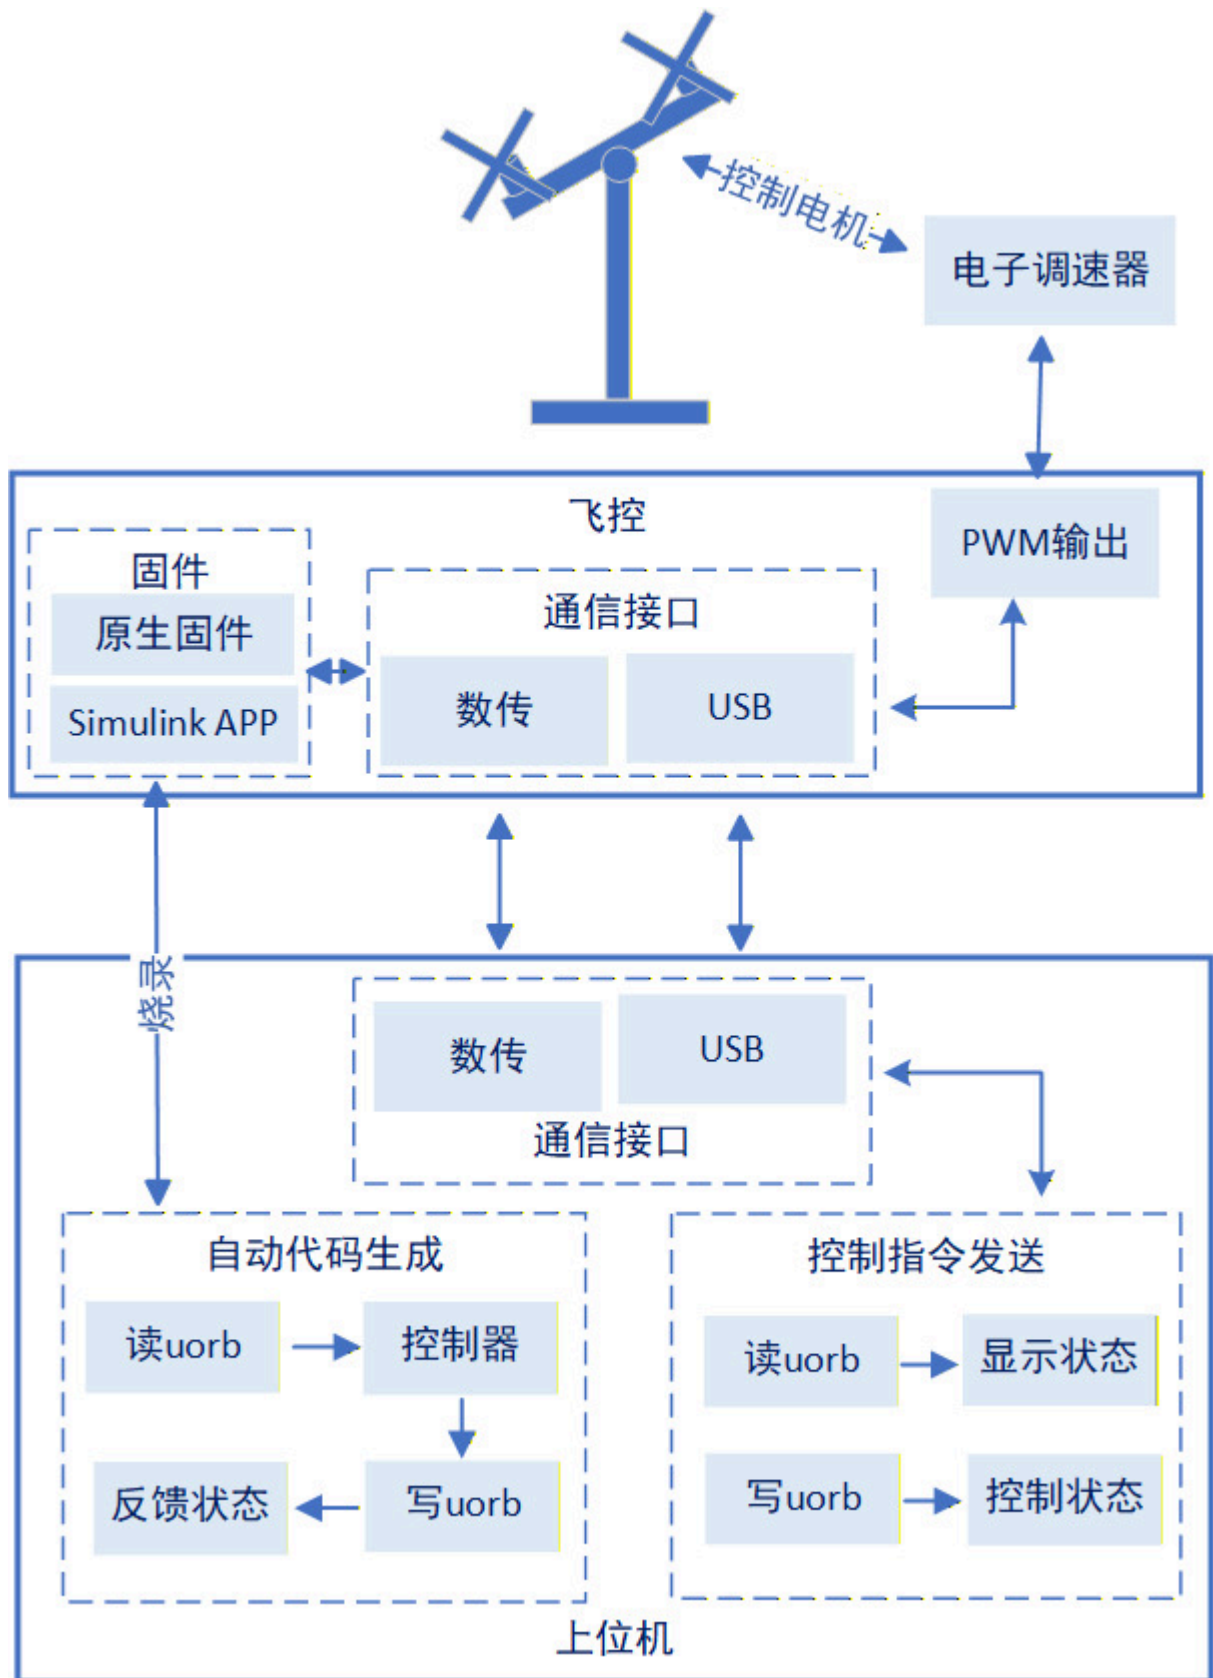 控制电机
电子调速器
飞控
PWM输出
固件
原生固件
Simulink APP
通信接口
数传
USB
烧录
数传
USB
通信接口
自动代码生成
读uorb
控制器
反馈状态
写uorb
控制指令发送
读uorb
显示状态
写uorb
控制状态
上位机